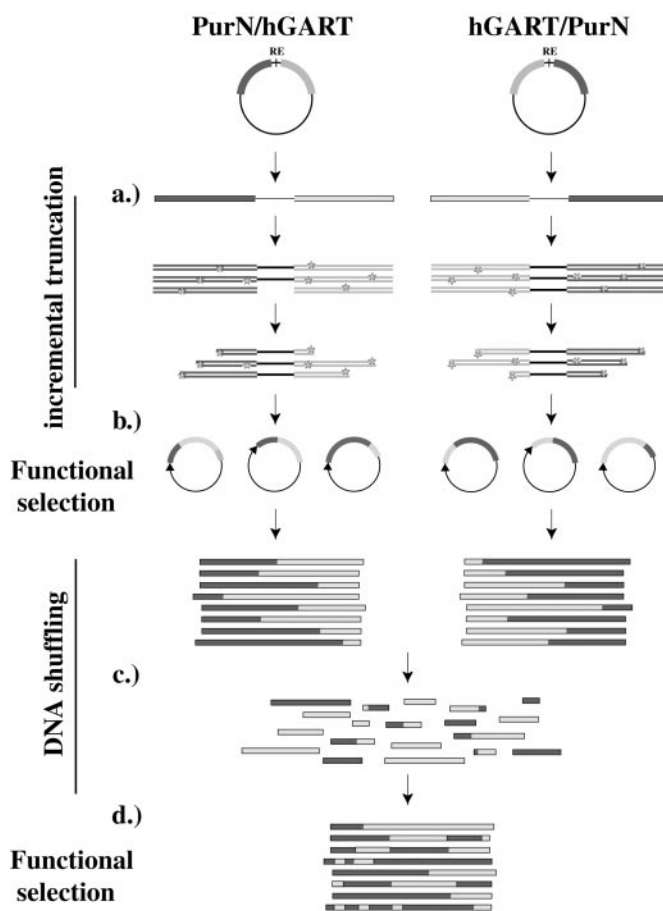 PurN/hGART
hGART/PurN
RE
RE
a.)
incremental truncation
b.)
Functional
selection
DNA shuffling
c.)
d.)
Functional
selection